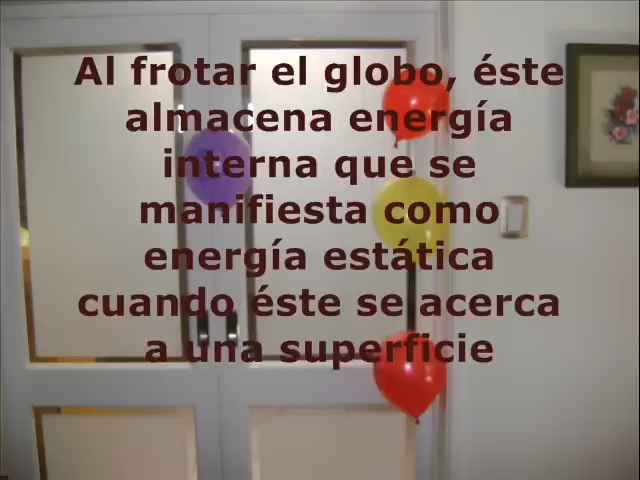 Al frotar el globo, éste
almacena energía
interna que se
manifiesta como
energía estática
cuando éste se acerca
a una superficie